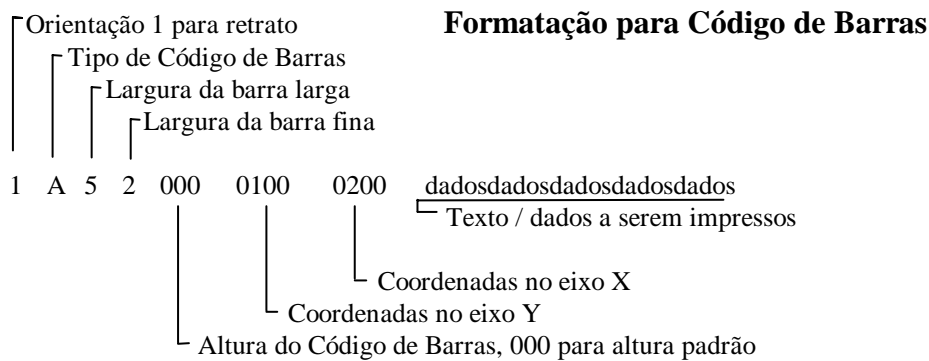 Orientação 1 para retrato Formatação para Código de Barras
Tipo de Código de Barras
Largura da barra larga
Largura da barra fina
1 A 5 2 000 0100 0200 dadosdadosdadosdadosdados
Texto / dados a serem impressos
Coordenadas no eixo X
Coordenadas no eixo Y
Altura do Código de Barras, 000 para altura padrão